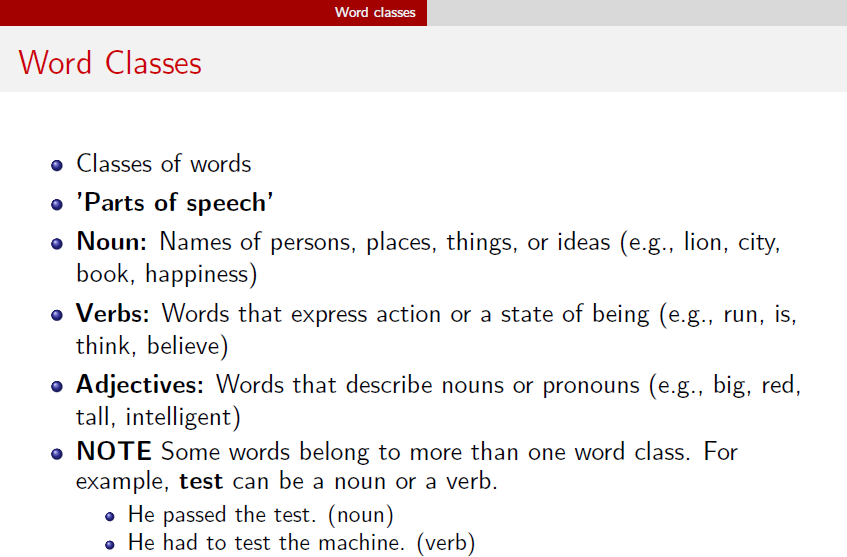 Word classes
Word Classes
Classes of words
'Parts of speech'
Noun: Names of persons, places, things, or ideas (e.g., lion, city,
book, happiness)
Verbs: Words that express action or a state of being (e.g., run, is,
think, believe)
Adjectives: Words that describe nouns or pronouns (e.g., big, red,
tall, intelligent)
NOTE Some words belong to more than one word class. For
example, test can be a noun or a verb.
He passed the test. (noun)
He had to test the machine. (verb)